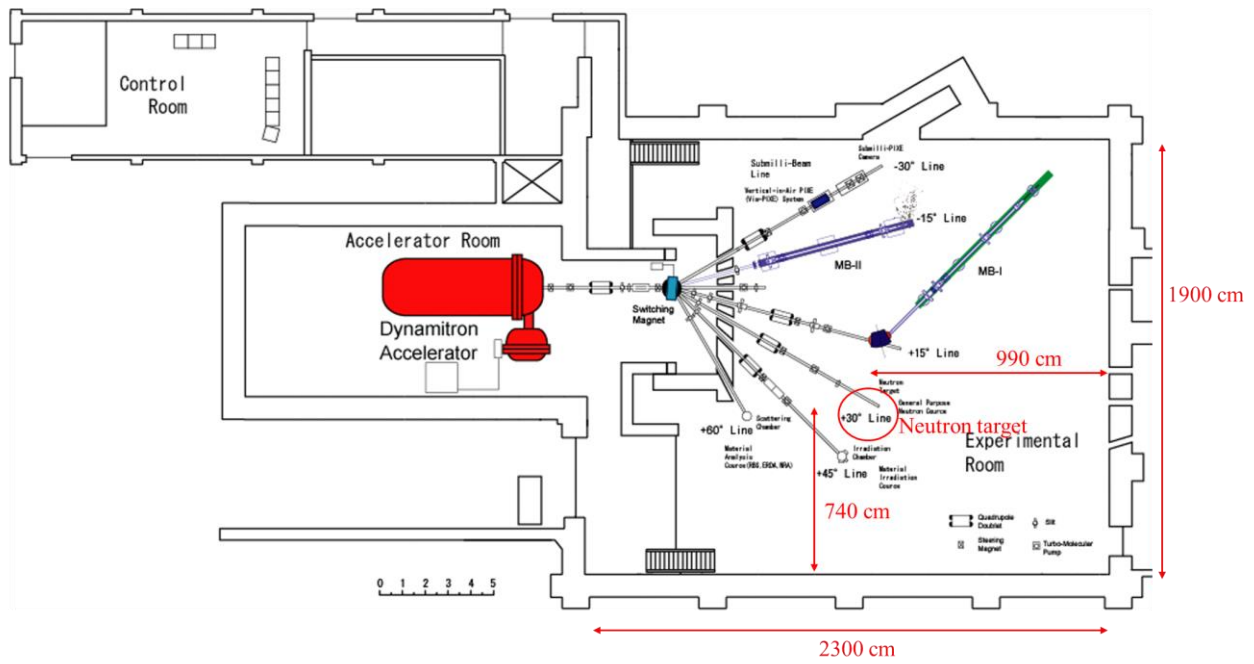 Control
Room
Submilli-PIXE
Camera
Submilli-Beam
Line
-30° Line
Vertical-in-Air PIXE
(Via-PIXE) System
-15° Line
Accelerator Room
MB-II
MB-I
1900 cm
Switching
Magnet
Dynamitron
Accelerator
+15° Line
990 cm
Neutron
Target
General Purpose
Neutron Cource
+30° Line
Neutron target
Scattering
Chamber
+60° Line
Experimental
Room
Material
Analysis
Cource(RBS,ERDA,NRA)
Irradiation
Chamber
+45° Line
Material
Irradiation
Cource
740 cm
Quadrupole
Doublet
Slit
Steering
Magnet
Turbo-Molecular
Pump
0 1 2 3 4 5
2300 cm